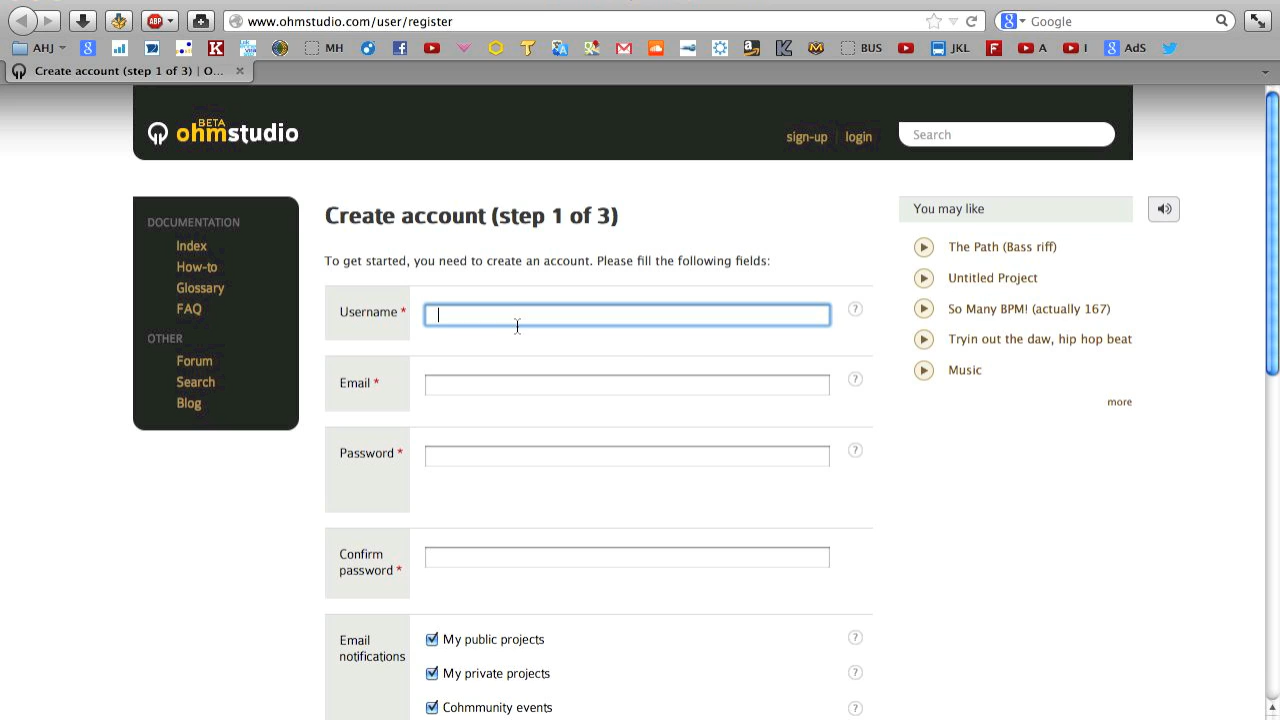 ABP
www.ohmstudio.com/user/register
Google
AHJ
MH
BUS
JKL
A
I
AdS
Create account (step 1 of 3) | O...
BETA
ohmstudio
sign-up | login
Search
DOCUMENTATION
Index
How-to
Glossary
FAQ
OTHER
Forum
Search
Blog
Create account (step 1 of 3)
To get started, you need to create an account. Please fill the following fields:
Username *
?
Email *
?
Password *
?
Confirm
password *
Email
notifications
My public projects
?
My private projects
?
Cohmmunity events
?
You may like
The Path (Bass riff)
Untitled Project
So Many BPM! (actually 167)
Tryin out the daw, hip hop beat
Music
more